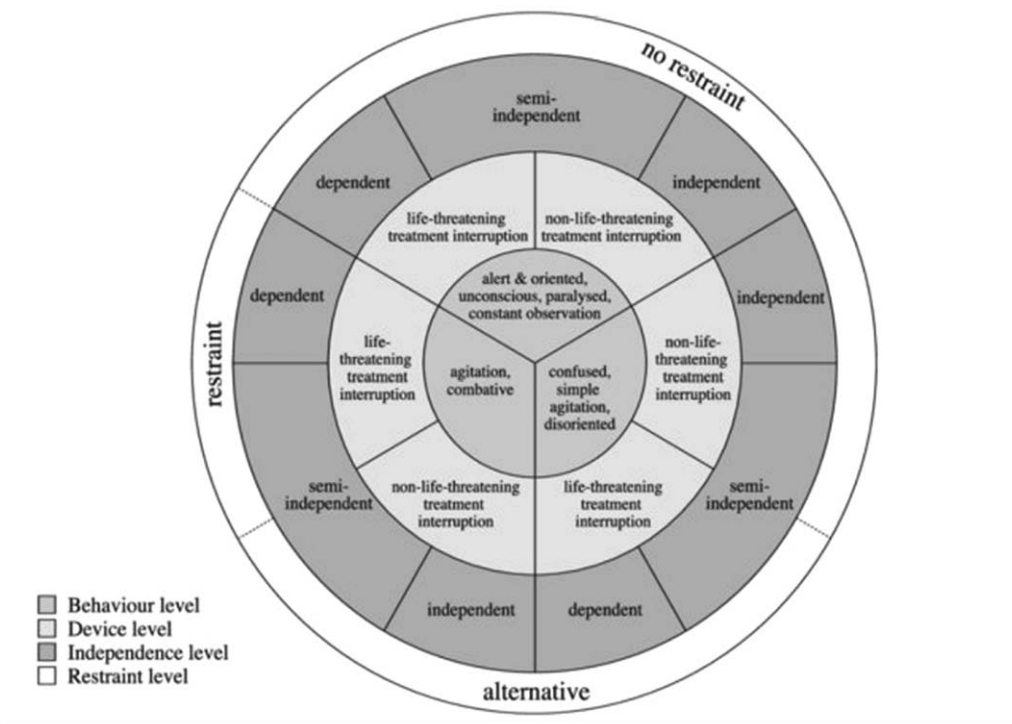 no restraint
semi-
independent
dependent
independent
life-threatening
treatment interruption
non-life-threatening
treatment interruption
alert & oriented,
unconscious, paralysed,
constant observation
dependent
independent
restraint
life-
threatening
treatment
interruption
non-life-
threatening
treatment
interruption
agitation,
combative
confused,
simple
agitation,
disoriented
semi-
independent
non-life-threatening
treatment
interruption
life-threatening
treatment
interruption
semi-
independent
independent
dependent
alternative
Behaviour level
Device level
Independence level
Restraint level